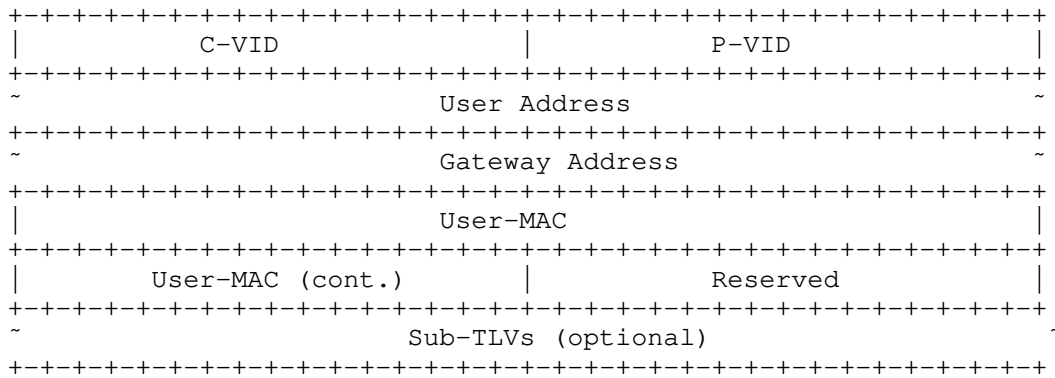 +-+-+-+-+-+-+-+-+-+-+-+-+-+-+-+-+-+-+-+-+-+-+-+-+-+-+-+-+-+-+-+-+
|            C-VID              |           P-VID               |
+-+-+-+-+-+-+-+-+-+-+-+-+-+-+-+-+-+-+-+-+-+-+-+-+-+-+-+-+-+-+-+-+
~                          User Address                         ~
+-+-+-+-+-+-+-+-+-+-+-+-+-+-+-+-+-+-+-+-+-+-+-+-+-+-+-+-+-+-+-+-+
~                          Gateway Address                      ~
+-+-+-+-+-+-+-+-+-+-+-+-+-+-+-+-+-+-+-+-+-+-+-+-+-+-+-+-+-+-+-+-+
|                          User-MAC                             |
+-+-+-+-+-+-+-+-+-+-+-+-+-+-+-+-+-+-+-+-+-+-+-+-+-+-+-+-+-+-+-+-+
|        User-MAC (cont.)       |           Reserved            |
+-+-+-+-+-+-+-+-+-+-+-+-+-+-+-+-+-+-+-+-+-+-+-+-+-+-+-+-+-+-+-+-+
~                        Sub-TLVs (optional)                     ~
+-+-+-+-+-+-+-+-+-+-+-+-+-+-+-+-+-+-+-+-+-+-+-+-+-+-+-+-+-+-+-+-+